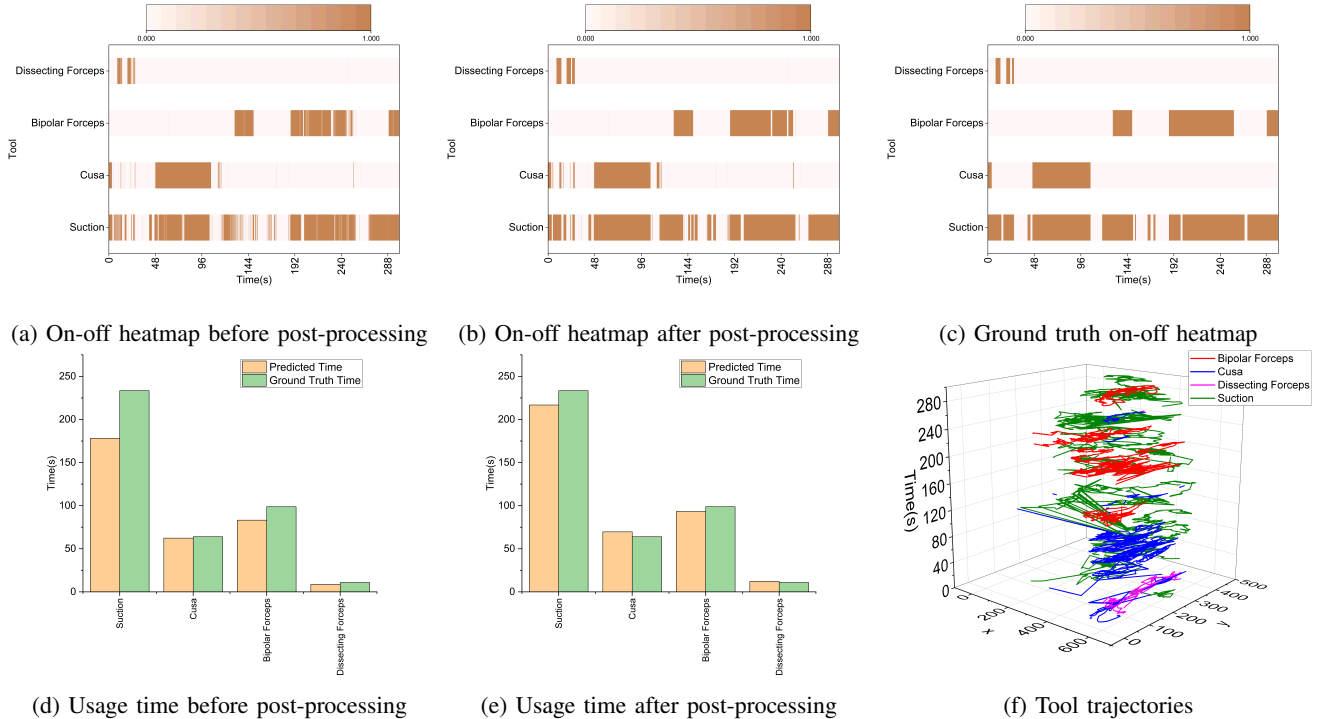 0.000 1.000
Dissecting Forceps
Bipolar Forceps
Cusa
Suction
Tool
0 48 96 144 192 240 288
Time(s)
(a) On-off heatmap before post-processing
0.000 1.000
Dissecting Forceps
Bipolar Forceps
Cusa
Suction
Tool
0 48 96 144 192 240 288
Time(s)
(b) On-off heatmap after post-processing
0.000 1.000
Dissecting Forceps
Bipolar Forceps
Cusa
Suction
Tool
0 48 96 144 192 240 288
Time(s)
(c) Ground truth on-off heatmap
Predicted Time
Ground Truth Time
250
200
150
100
50
0
Time(s)
Suction
Cusa
Bipolar Forceps
Dissecting Forceps
(d) Usage time before post-processing
Predicted Time
Ground Truth Time
250
200
150
100
50
0
Time(s)
Suction
Cusa
Bipolar Forceps
Dissecting Forceps
(e) Usage time after post-processing
Bipolar Forceps
Cusa
Dissecting Forceps
Suction
280
240
200
160
120
80
40
0
Time(s)
0 200 400 600
x
0 100 200 300 400 500
y
(f) Tool trajectories